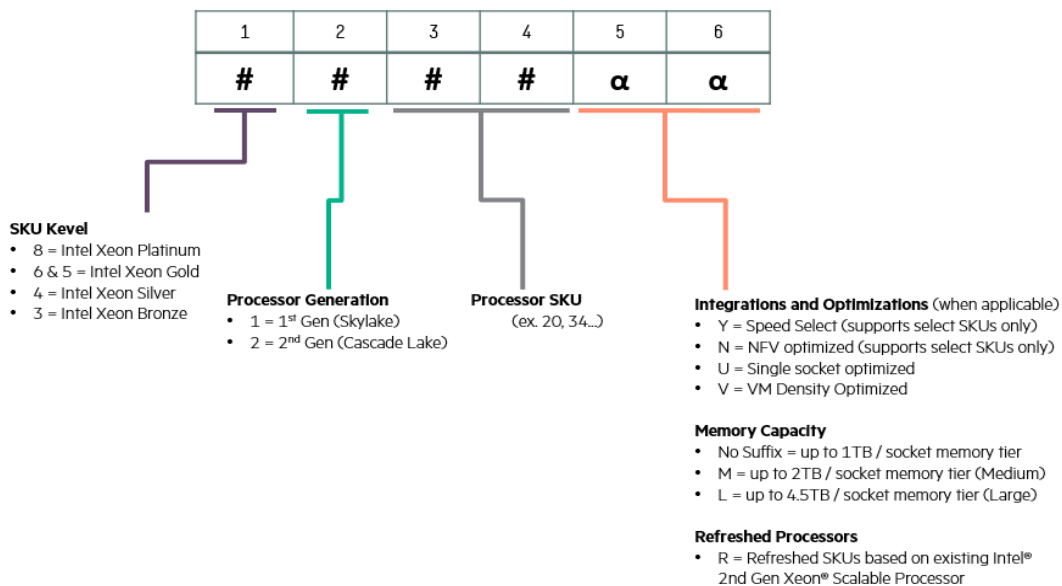 1 2 3 4 5 6
# # # # α α
SKU Kevel
• 8 = Intel Xeon Platinum
• 6 & 5 = Intel Xeon Gold
• 4 = Intel Xeon Silver
• 3 = Intel Xeon Bronze
Processor Generation
• 1 = 1st Gen (Skylake)
• 2 = 2nd Gen (Cascade Lake)
Processor SKU
(ex. 20, 34...)
Integrations and Optimizations (when applicable)
• Y = Speed Select (supports select SKUs only)
• N = NFV optimized (supports select SKUs only)
• U = Single socket optimized
• V = VM Density Optimized
Memory Capacity
• No Suffix = up to 1TB / socket memory tier
• M = up to 2TB / socket memory tier (Medium)
• L = up to 4.5TB / socket memory tier (Large)
Refreshed Processors
• R = Refreshed SKUs based on existing Intel®
2nd Gen Xeon® Scalable Processor